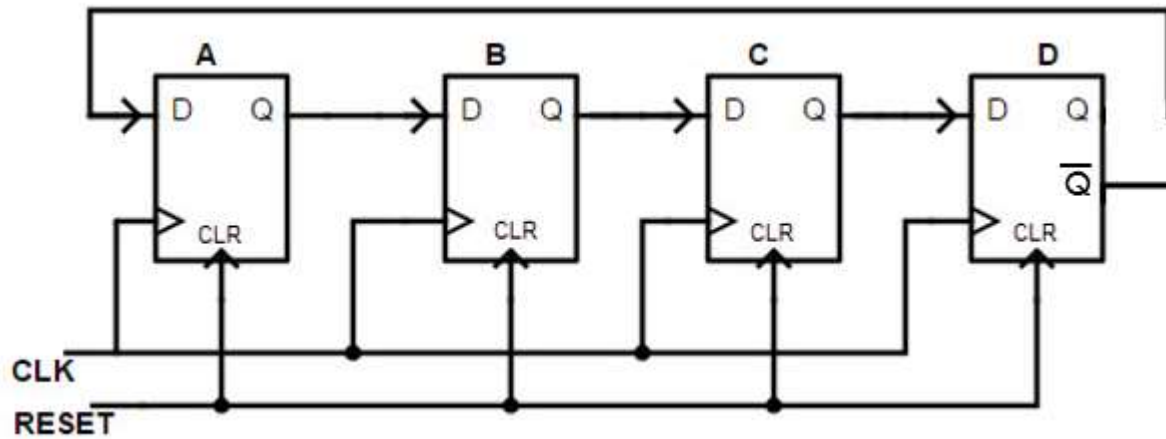 A B C D
D Q D Q D Q D Q
Q̅
CLR CLR CLR CLR
CLK
RESET